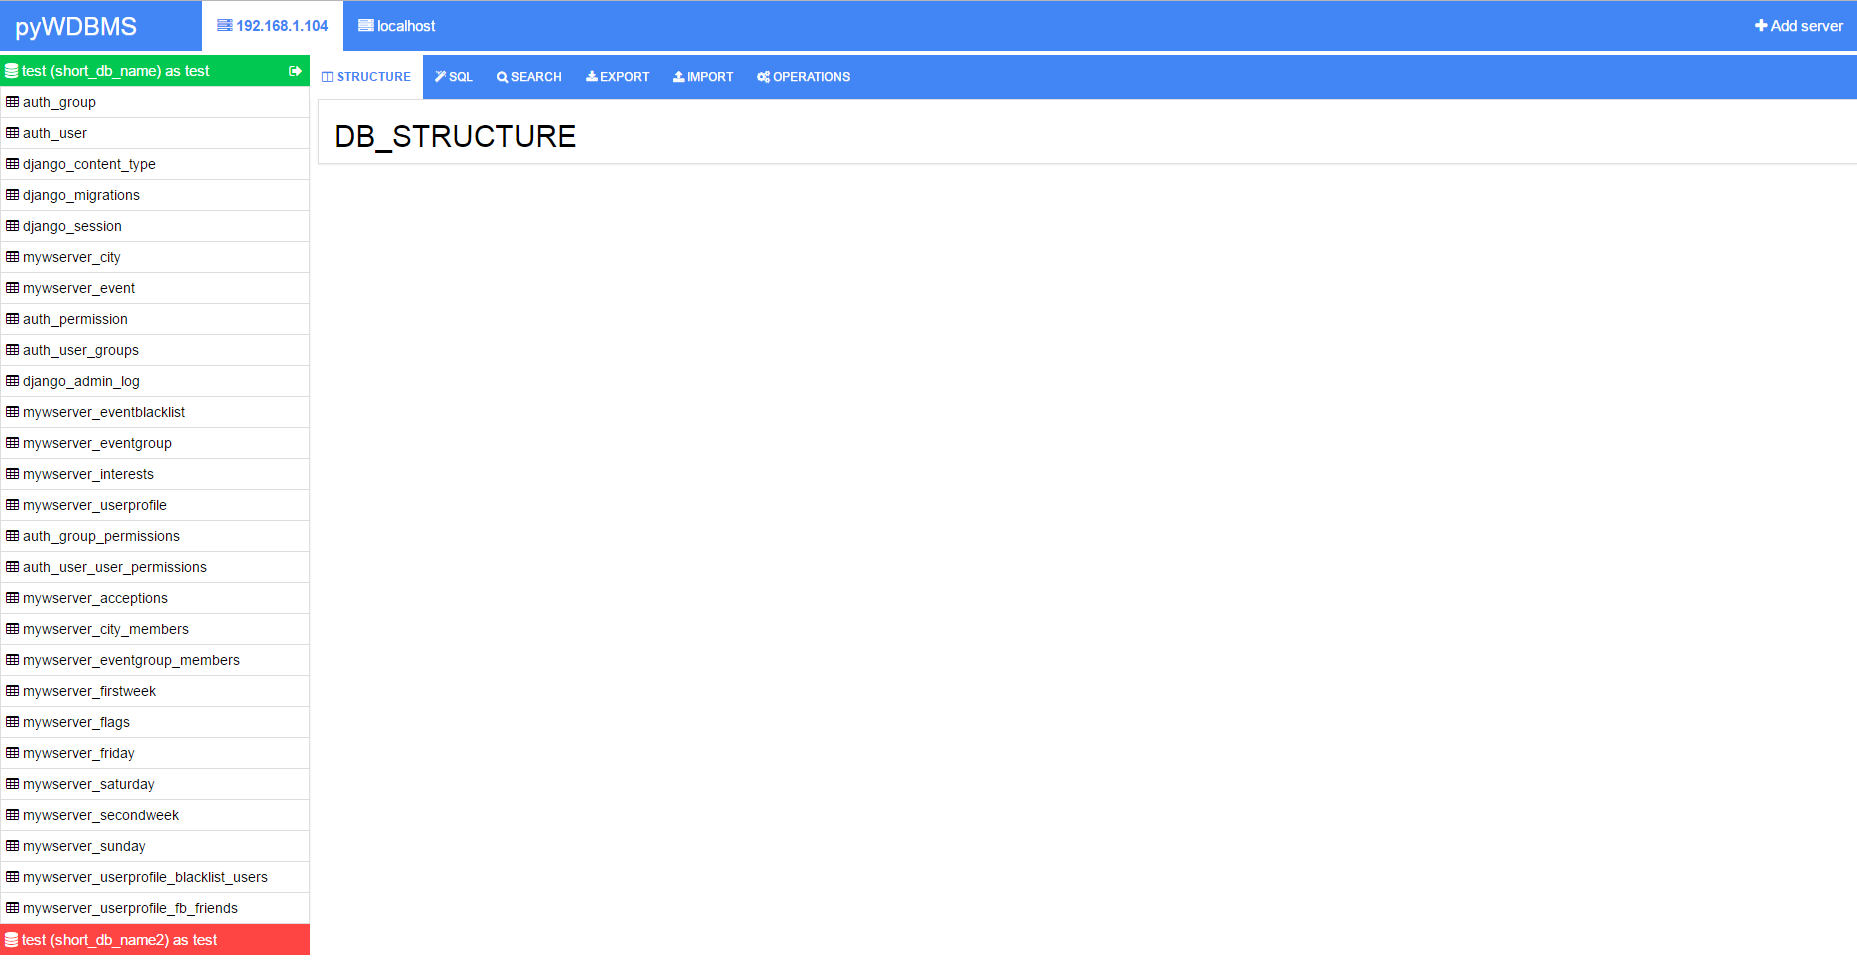 pyWDBMS
192.168.1.104
localhost
Add server
test (short_db_name) as test
STRUCTURE
SQL
SEARCH
EXPORT
IMPORT
OPERATIONS
DB_STRUCTURE
auth_group
auth_user
django_content_type
django_migrations
django_session
mywserver_city
mywserver_event
auth_permission
auth_user_groups
django_admin_log
mywserver_eventblacklist
mywserver_eventgroup
mywserver_interests
mywserver_userprofile
auth_group_permissions
auth_user_user_permissions
mywserver_acceptions
mywserver_city_members
mywserver_eventgroup_members
mywserver_firstweek
mywserver_flags
mywserver_friday
mywserver_saturday
mywserver_secondweek
mywserver_sunday
mywserver_userprofile_blacklist_users
mywserver_userprofile_fb_friends
test (short_db_name2) as test